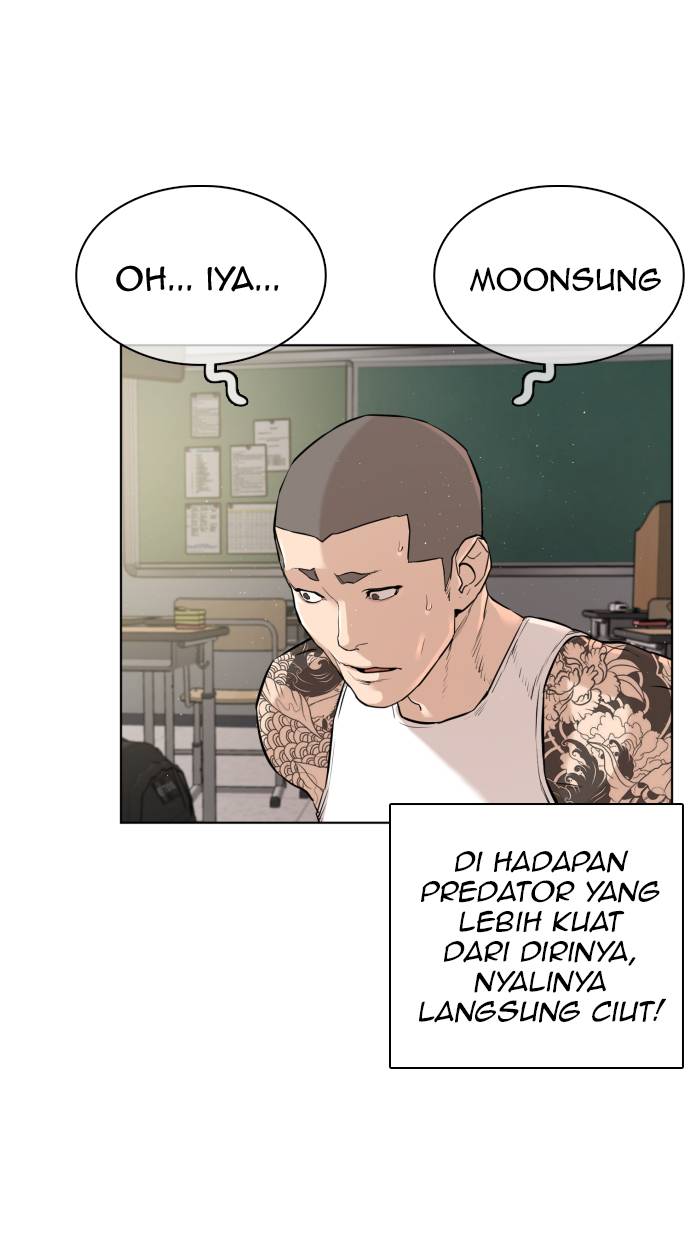 OH... IYA...
MOONSUNG
DI HADAPAN
PREDATOR YANG
LEBIH KUAT
DARI DIRINYA,
NYALINYA
LANGSUNG CIUT!